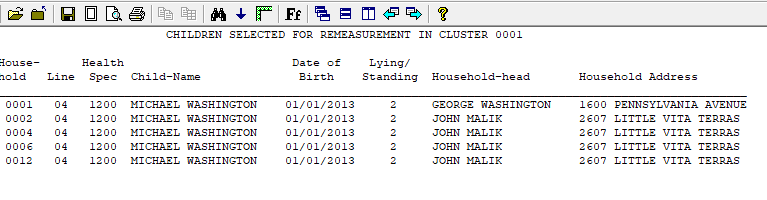 Ff ?
CHILDREN SELECTED FOR REMEASUREMENT IN CLUSTER 0001
House- Health Date of Lying/
hold Line Spec Child-Name Birth Standing Household-head Household Address
0001 04 1200 MICHAEL WASHINGTON 01/01/2013 2 GEORGE WASHINGTON 1600 PENNSYLVANIA AVENUE
0002 04 1200 MICHAEL WASHINGTON 01/01/2013 2 JOHN MALIK 2607 LITTLE VITA TERRAS
0004 04 1200 MICHAEL WASHINGTON 01/01/2013 2 JOHN MALIK 2607 LITTLE VITA TERRAS
0006 04 1200 MICHAEL WASHINGTON 01/01/2013 2 JOHN MALIK 2607 LITTLE VITA TERRAS
0012 04 1200 MICHAEL WASHINGTON 01/01/2013 2 JOHN MALIK 2607 LITTLE VITA TERRAS